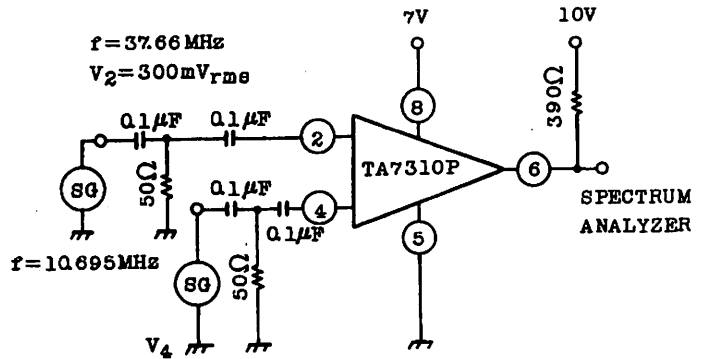 7V
10V
f=37.66MHz
V2=300mVrms
390Ω
0.1μF
0.1μF
8
2
TA7310P
6
SG
50Ω
0.1μF
4
SPECTRUM
ANALYZER
0.1μF
5
f=10.695MHz
SG
50Ω
V4